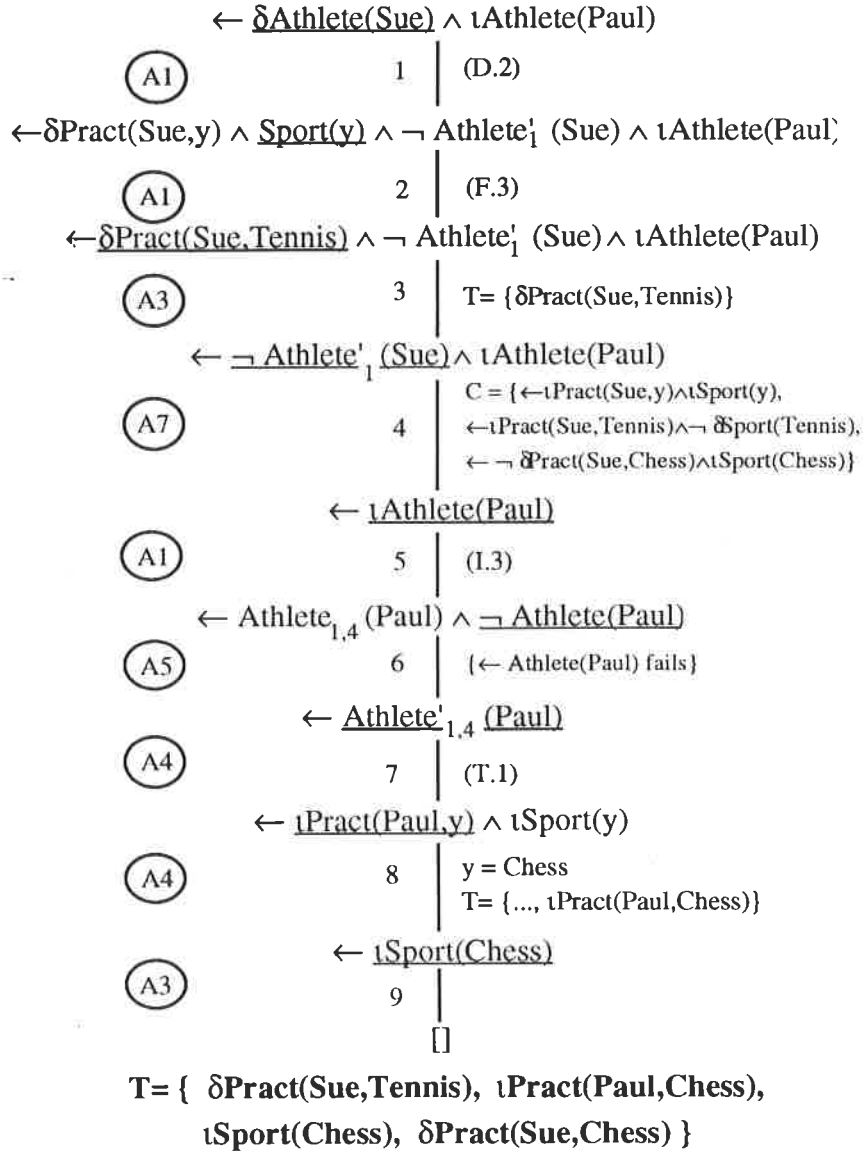 ← δAthlete(Sue) ∧ ιAthlete(Paul)
A1 1 (D.2)
←δPract(Sue,y) ∧ Sport(y) ∧ ¬ Athlete'₁ (Sue) ∧ ιAthlete(Paul)
A1 2 (F.3)
←δPract(Sue,Tennis) ∧ ¬ Athlete'₁ (Sue) ∧ ιAthlete(Paul)
A3 3 T= {δPract(Sue,Tennis)}
← ¬ Athlete'₁ (Sue) ∧ ιAthlete(Paul)
C = {←ιPract(Sue,y)∧ιSport(y),
A7 4 ←ιPract(Sue,Tennis)∧¬ δSport(Tennis),
← ¬ δPract(Sue,Chess)∧ιSport(Chess)}
← ιAthlete(Paul)
A1 5 (I.3)
← Athlete₁,₄ (Paul) ∧ ¬ Athlete(Paul)
A5 6 {← Athlete(Paul) fails}
← Athlete'₁,₄ (Paul)
A4 7 (T.1)
← ιPract(Paul,y) ∧ ιSport(y)
A4 8 y = Chess
T= {..., ιPract(Paul,Chess)}
← ιSport(Chess)
A3 9
[]
T= { δPract(Sue,Tennis), ιPract(Paul,Chess),
ιSport(Chess), δPract(Sue,Chess) }